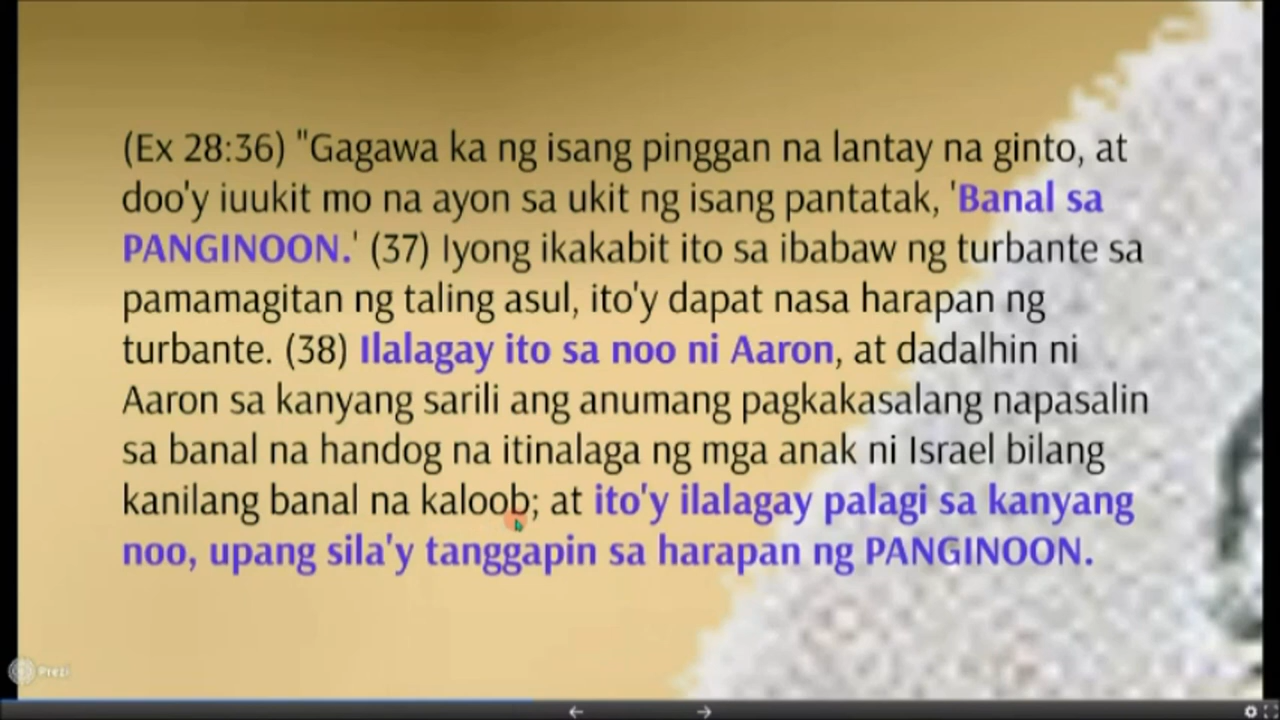 (Ex 28:36) "Gagawa ka ng isang pinggan na lantay na ginto, at
doo'y iuukit mo na ayon sa ukit ng isang pantatak, 'Banal sa
PANGINOON.' (37) Iyong ikakabit ito sa ibabaw ng turbante sa
pamamagitan ng taling asul, ito'y dapat nasa harapan ng
turbante. (38) Ilalagay ito sa noo ni Aaron, at dadalhin ni
Aaron sa kanyang sarili ang anumang pagkakasalang napasalin
sa banal na handog na itinalaga ng mga anak ni Israel bilang
kanilang banal na kaloob; at ito'y ilalagay palagi sa kanyang
noo, upang sila'y tanggapin sa harapan ng PANGINOON.
Prezi